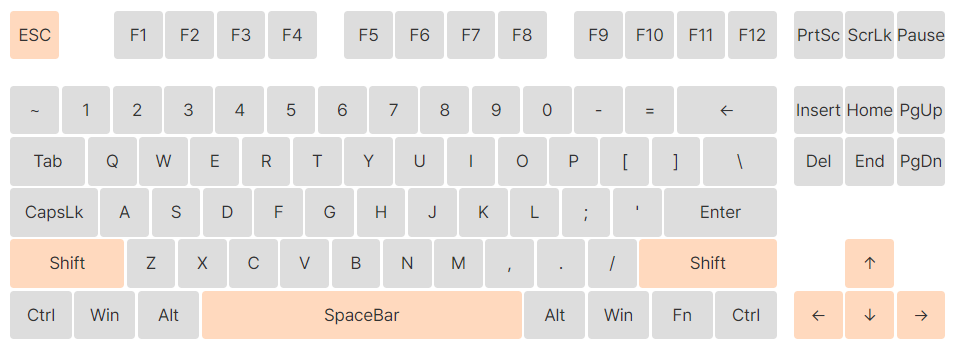 ESC F1 F2 F3 F4 F5 F6 F7 F8 F9 F10 F11 F12 PrtSc ScrLk Pause
~ 1 2 3 4 5 6 7 8 9 0 - = ← Insert Home PgUp
Tab Q W E R T Y U I O P [ ] \ Del End PgDn
CapsLk A S D F G H J K L ; ' Enter
Shift Z X C V B N M , . / Shift ↑
Ctrl Win Alt SpaceBar Alt Win Fn Ctrl ← ↓ →